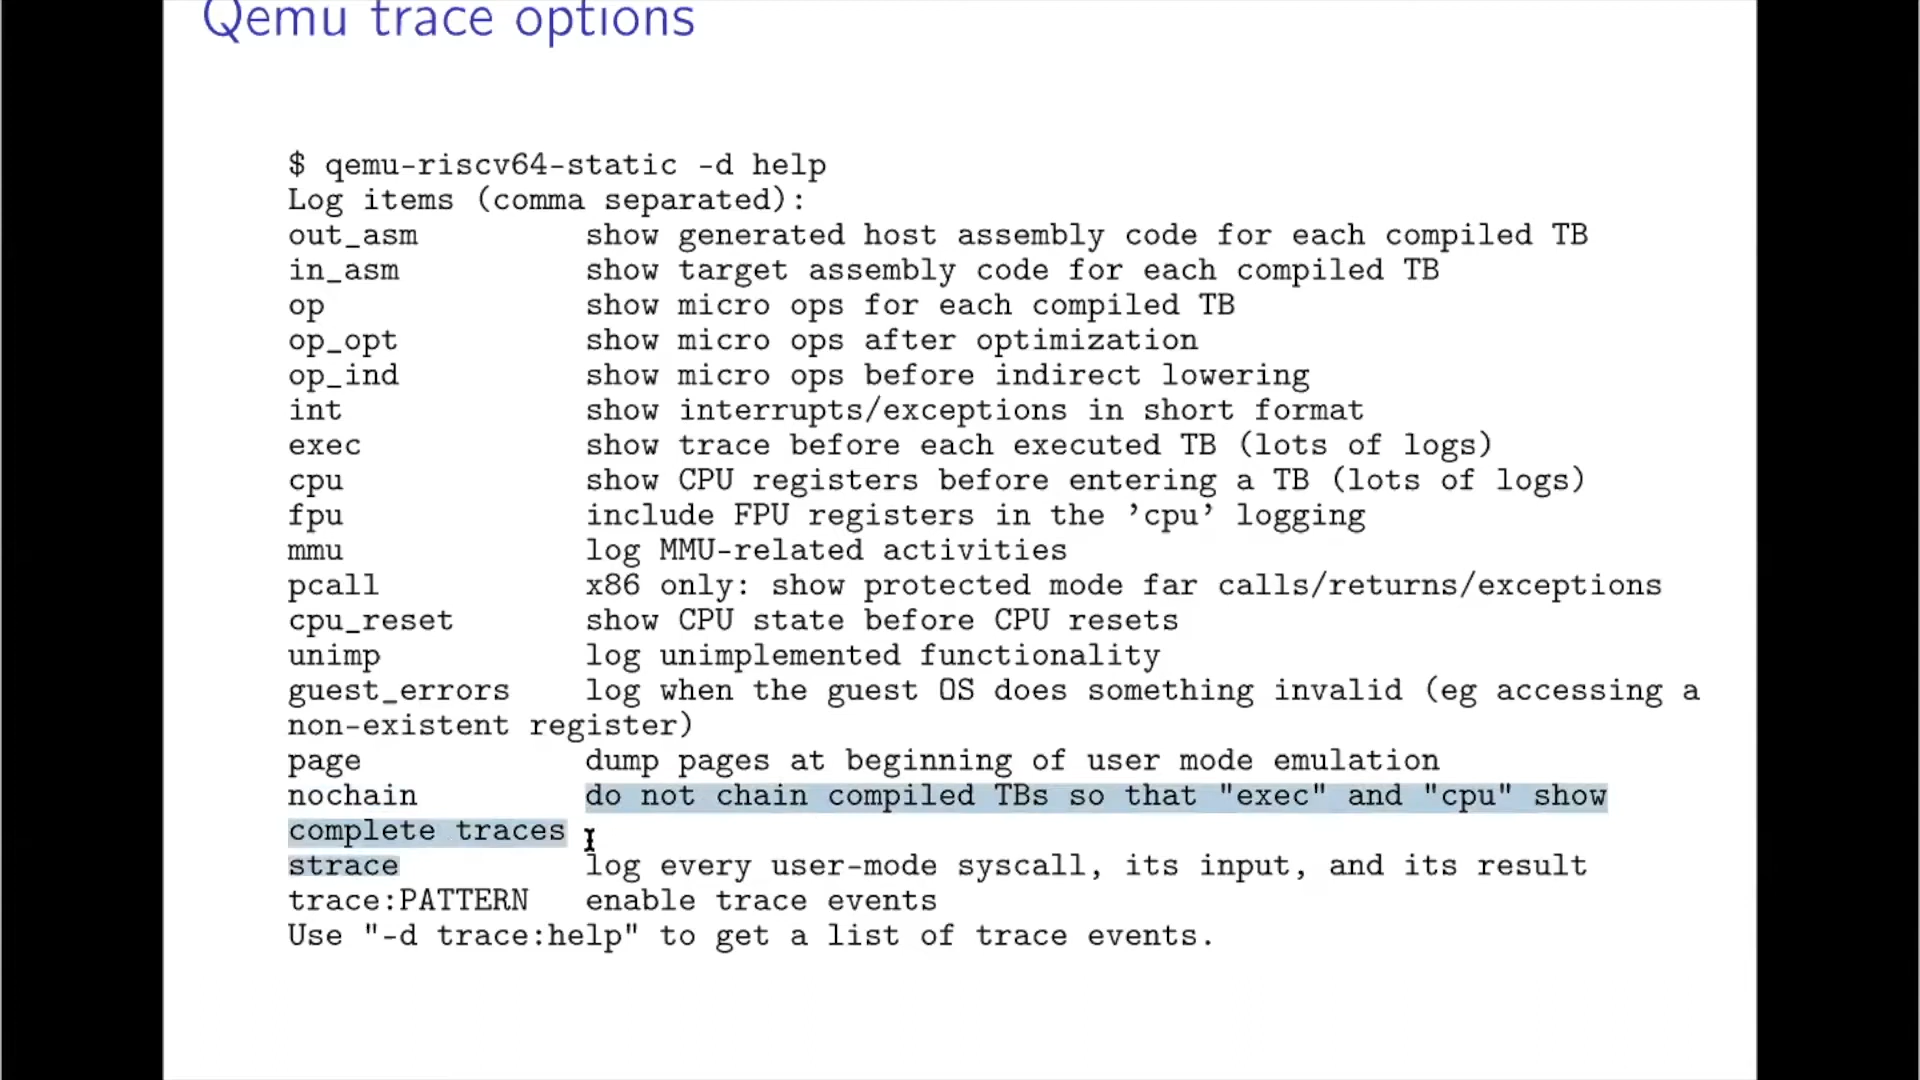 Qemu trace options
$ qemu-riscv64-static -d help
Log items (comma separated):
out_asm show generated host assembly code for each compiled TB
in_asm show target assembly code for each compiled TB
op show micro ops for each compiled TB
op_opt show micro ops after optimization
op_ind show micro ops before indirect lowering
int show interrupts/exceptions in short format
exec show trace before each executed TB (lots of logs)
cpu show CPU registers before entering a TB (lots of logs)
fpu include FPU registers in the ’cpu’ logging
mmu log MMU-related activities
pcall x86 only: show protected mode far calls/returns/exceptions
cpu_reset show CPU state before CPU resets
unimp log unimplemented functionality
guest_errors log when the guest OS does something invalid (eg accessing a
non-existent register)
page dump pages at beginning of user mode emulation
nochain do not chain compiled TBs so that "exec" and "cpu" show
complete traces
strace log every user-mode syscall, its input, and its result
trace:PATTERN enable trace events
Use "-d trace:help" to get a list of trace events.